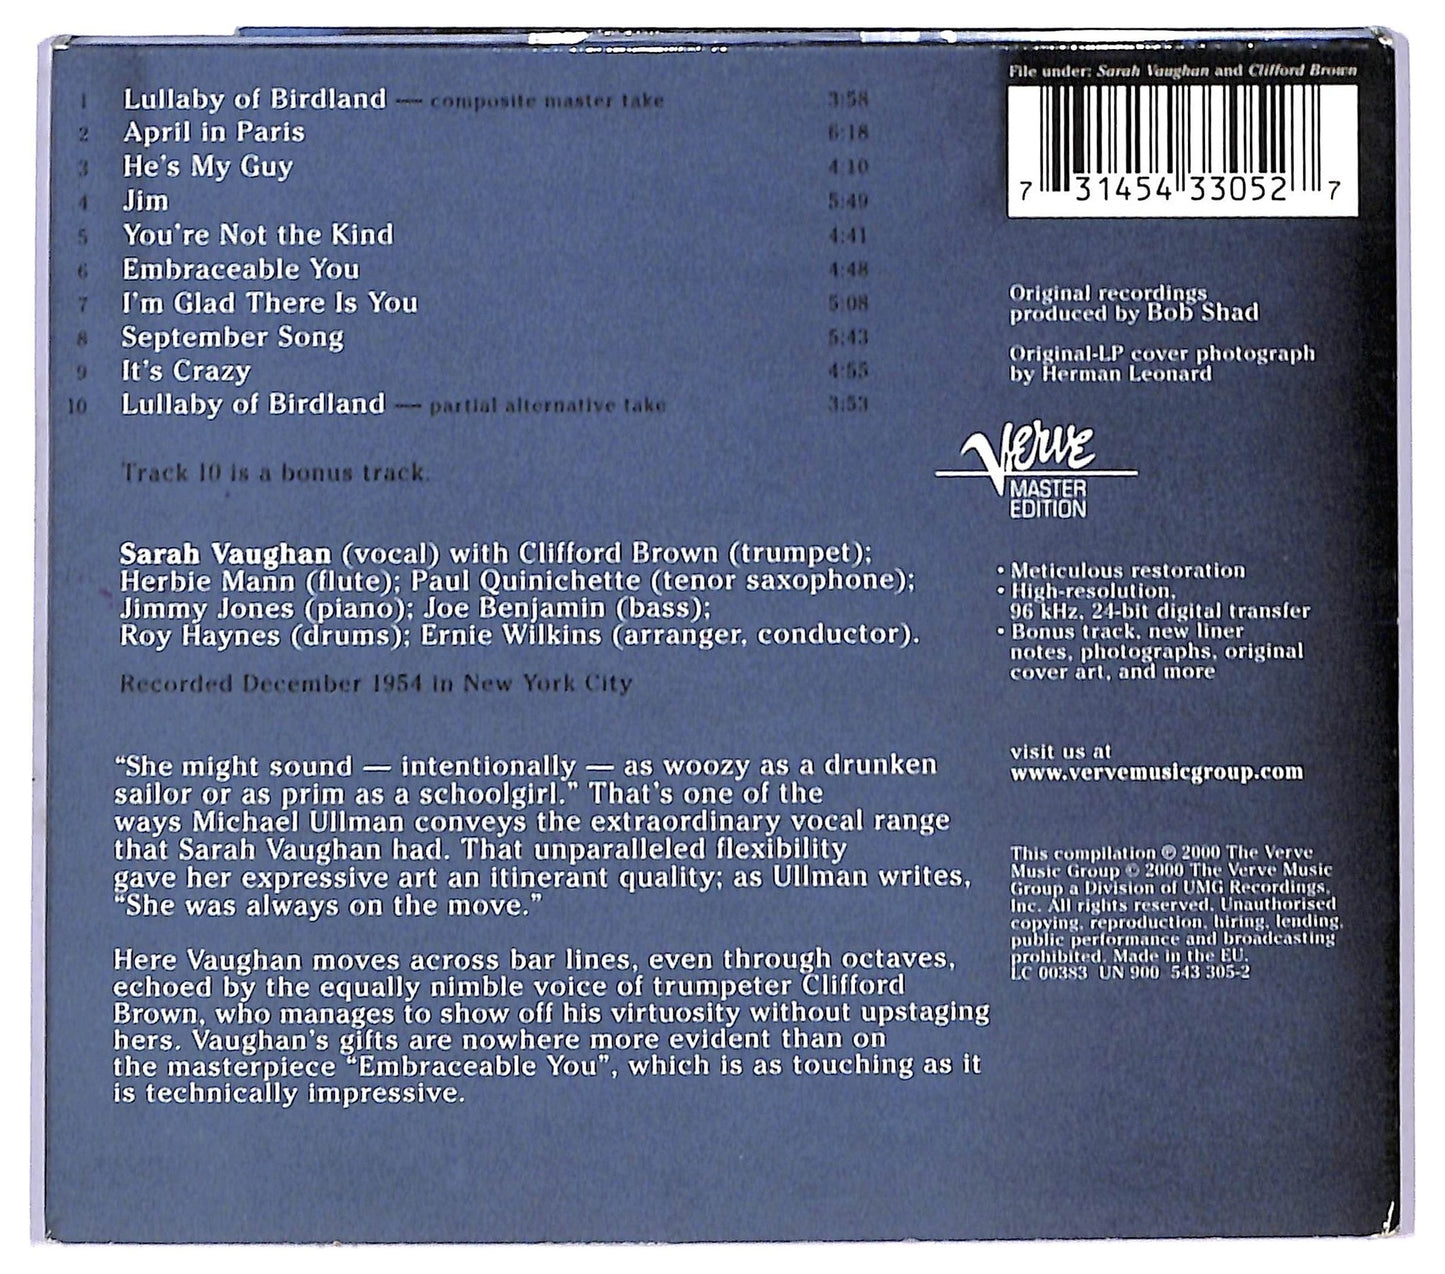 1 Lullaby of Birdland — composite master take 3:58
2 April in Paris 6:18
3 He's My Guy 4:10
4 Jim 5:49
5 You're Not the Kind 4:41
6 Embraceable You 4:48
7 I'm Glad There Is You 5:08
8 September Song 5:43
9 It's Crazy 4:55
10 Lullaby of Birdland — partial alternative take 3:53
Track 10 is a bonus track.
Sarah Vaughan (vocal) with Clifford Brown (trumpet);
Herbie Mann (flute); Paul Quinichette (tenor saxophone);
Jimmy Jones (piano); Joe Benjamin (bass);
Roy Haynes (drums); Ernie Wilkins (arranger, conductor).
Recorded December 1954 in New York City
“She might sound — intentionally — as woozy as a drunken
sailor or as prim as a schoolgirl.” That's one of the
ways Michael Ullman conveys the extraordinary vocal range
that Sarah Vaughan had. That unparalleled flexibility
gave her expressive art an itinerant quality; as Ullman writes,
“She was always on the move.”
Here Vaughan moves across bar lines, even through octaves,
echoed by the equally nimble voice of trumpeter Clifford
Brown, who manages to show off his virtuosity without upstaging
hers. Vaughan's gifts are nowhere more evident than on
the masterpiece “Embraceable You”, which is as touching as it
is technically impressive.
File under: Sarah Vaughan and Clifford Brown
7 31454 33052 7
Original recordings
produced by Bob Shad
Original-LP cover photograph
by Herman Leonard
Verve
MASTER
EDITION
• Meticulous restoration
• High-resolution,
96 kHz, 24-bit digital transfer
• Bonus track, new liner
notes, photographs, original
cover art, and more
visit us at
www.vervemusicgroup.com
This compilation ℗ 2000 The Verve
Music Group © 2000 The Verve Music
Group a Division of UMG Recordings,
Inc. All rights reserved. Unauthorised
copying, reproduction, hiring, lending,
public performance and broadcasting
prohibited. Made in the EU.
LC 00383 UN 900 543 305-2